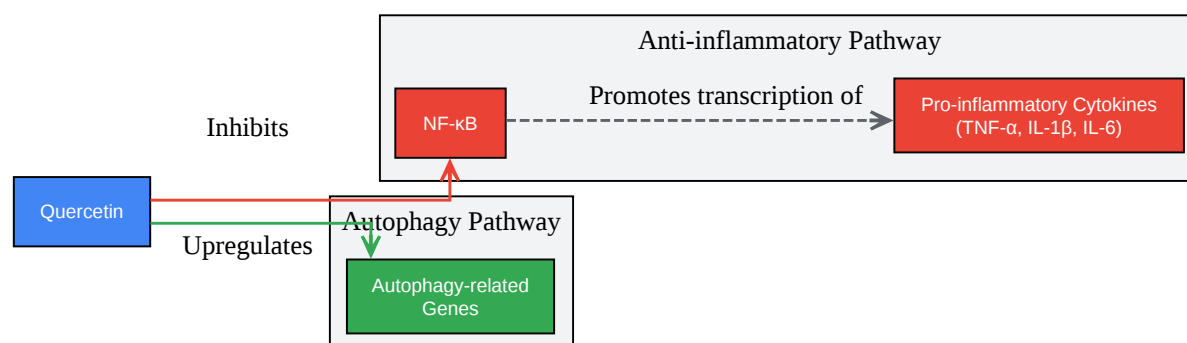 Anti-inflammatory Pathway
Promotes transcription of
NF-κB
Pro-inflammatory Cytokines
(TNF-α, IL-1β, IL-6)
Inhibits
Quercetin
Upregulates
Autophagy Pathway
Autophagy-related
Genes